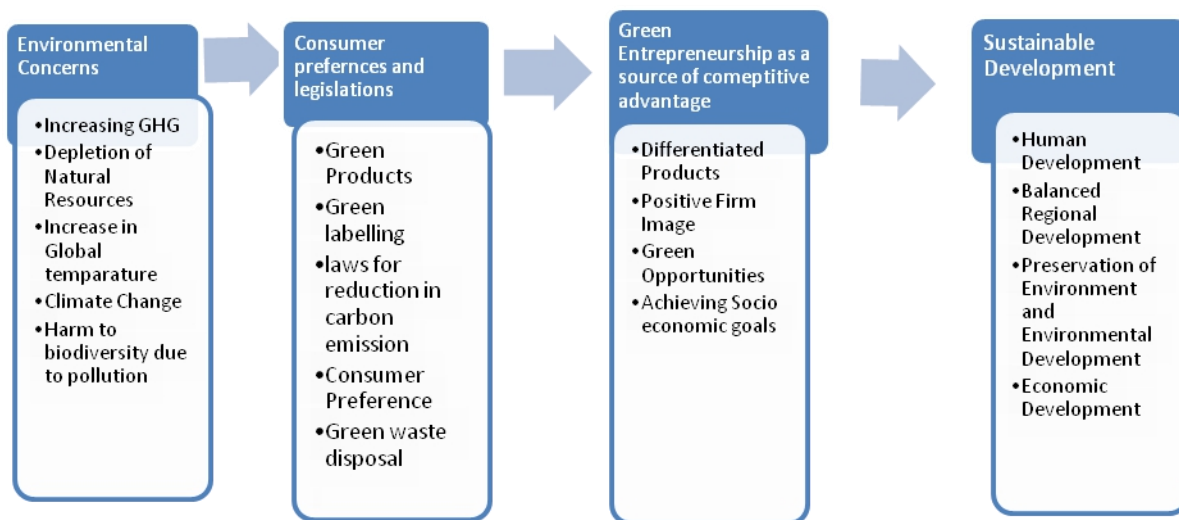 Environmental
Concerns
•Increasing GHG
•Depletion of
Natural
Resources
•Increase in
Global
temparature
•Climate Change
•Harm to
biodiversity due
to pollution
Consumer
prefernces and
legislations
•Green
Products
•Green
labelling
•laws for
reduction in
carbon
emission
•Consumer
Preference
•Green waste
disposal
Green
Entrepreneurship as a
source of comeptitive
advantage
•Differentiated
Products
•Positive Firm
Image
•Green
Opportunities
•Achieving Socio
economic goals
Sustainable
Development
•Human
Development
•Balanced
Regional
Development
•Preservation of
Environment
and
Environmental
Development
•Economic
Development